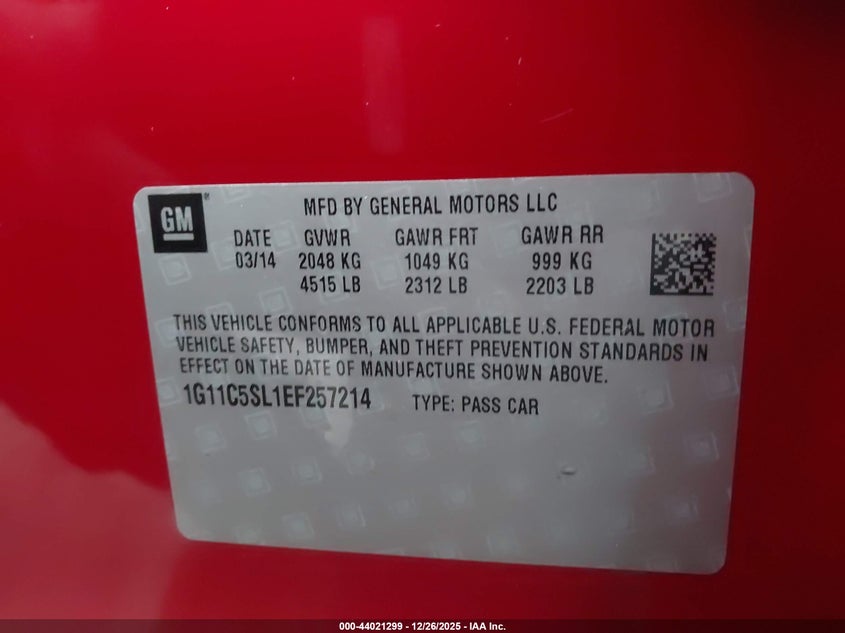 GM
MFD BY GENERAL MOTORS LLC
DATE GVWR GAWR FRT GAWR RR
03/14 2048 KG 1049 KG 999 KG
4515 LB 2312 LB 2203 LB
THIS VEHICLE CONFORMS TO ALL APPLICABLE U.S. FEDERAL MOTOR
VEHICLE SAFETY, BUMPER, AND THEFT PREVENTION STANDARDS IN
EFFECT ON THE DATE OF MANUFACTURE SHOWN ABOVE.
1G11C5SL1EF257214 TYPE: PASS CAR
000-44021299 - 12/26/2025 - IAA Inc.